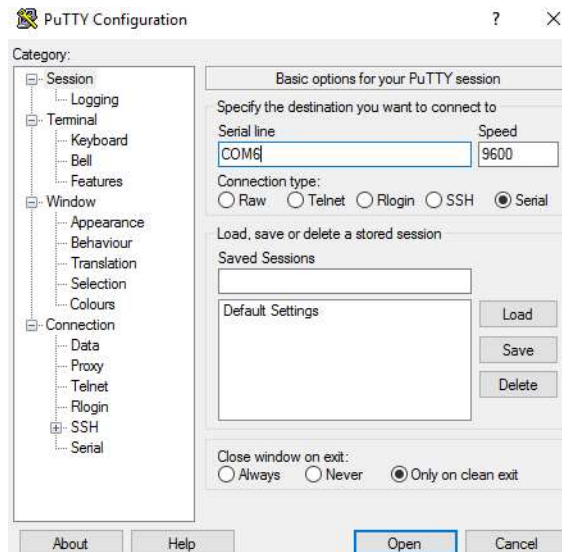 PuTTY Configuration ? ×
Category:
Session
Logging
Terminal
Keyboard
Bell
Features
Window
Appearance
Behaviour
Translation
Selection
Colours
Connection
Data
Proxy
Telnet
Rlogin
SSH
Serial
Basic options for your PuTTY session
Specify the destination you want to connect to
Serial line Speed
COM6 9600
Connection type:
Raw Telnet Rlogin SSH Serial
Load, save or delete a stored session
Saved Sessions
Default Settings
Load
Save
Delete
Close window on exit:
Always Never Only on clean exit
About Help Open Cancel